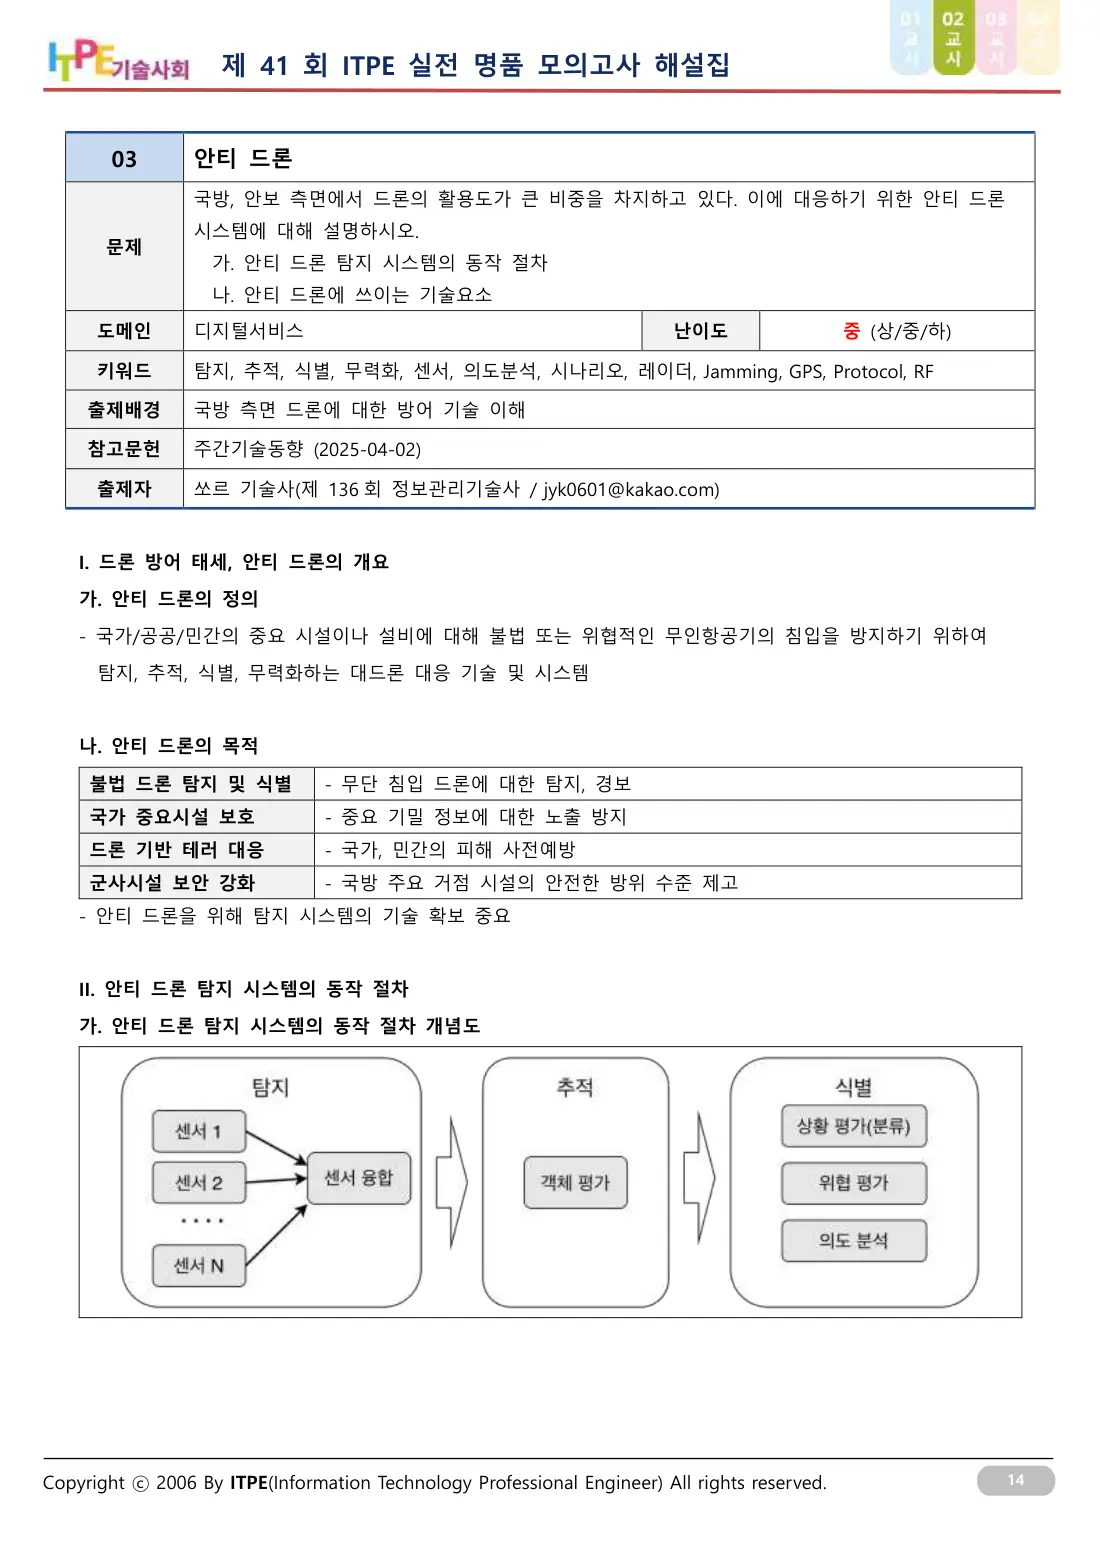 ITPE기술사회
제 41 회 ITPE 실전 명품 모의고사 해설집
01 교시
02 교시
03 교시
03
안티 드론
문제
국방, 안보 측면에서 드론의 활용도가 큰 비중을 차지하고 있다. 이에 대응하기 위한 안티 드론
시스템에 대해 설명하시오.
가. 안티 드론 탐지 시스템의 동작 절차
나. 안티 드론에 쓰이는 기술요소
도메인
디지털서비스
난이도
중 (상/중/하)
키워드
탐지, 추적, 식별, 무력화, 센서, 의도분석, 시나리오, 레이더, Jamming, GPS, Protocol, RF
출제배경
국방 측면 드론에 대한 방어 기술 이해
참고문헌
주간기술동향 (2025-04-02)
출제자
쏘르 기술사(제 136회 정보관리기술사 / jyk0601@kakao.com)
I. 드론 방어 태세, 안티 드론의 개요
가. 안티 드론의 정의
- 국가/공공/민간의 중요 시설이나 설비에 대해 불법 또는 위협적인 무인항공기의 침입을 방지하기 위하여
탐지, 추적, 식별, 무력화하는 대드론 대응 기술 및 시스템
나. 안티 드론의 목적
불법 드론 탐지 및 식별
- 무단 침입 드론에 대한 탐지, 경보
국가 중요시설 보호
- 중요 기밀 정보에 대한 노출 방지
드론 기반 테러 대응
- 국가, 민간의 피해 사전예방
군사시설 보안 강화
- 국방 주요 거점 시설의 안전한 방위 수준 제고
- 안티 드론을 위해 탐지 시스템의 기술 확보 중요
II. 안티 드론 탐지 시스템의 동작 절차
가. 안티 드론 탐지 시스템의 동작 절차 개념도
탐지
센서 1
센서 2
....
센서 N
센서 융합
추적
객체 평가
식별
상황 평가(분류)
위협 평가
의도 분석
Copyright ⓒ 2006 By ITPE(Information Technology Professional Engineer) All rights reserved.
14